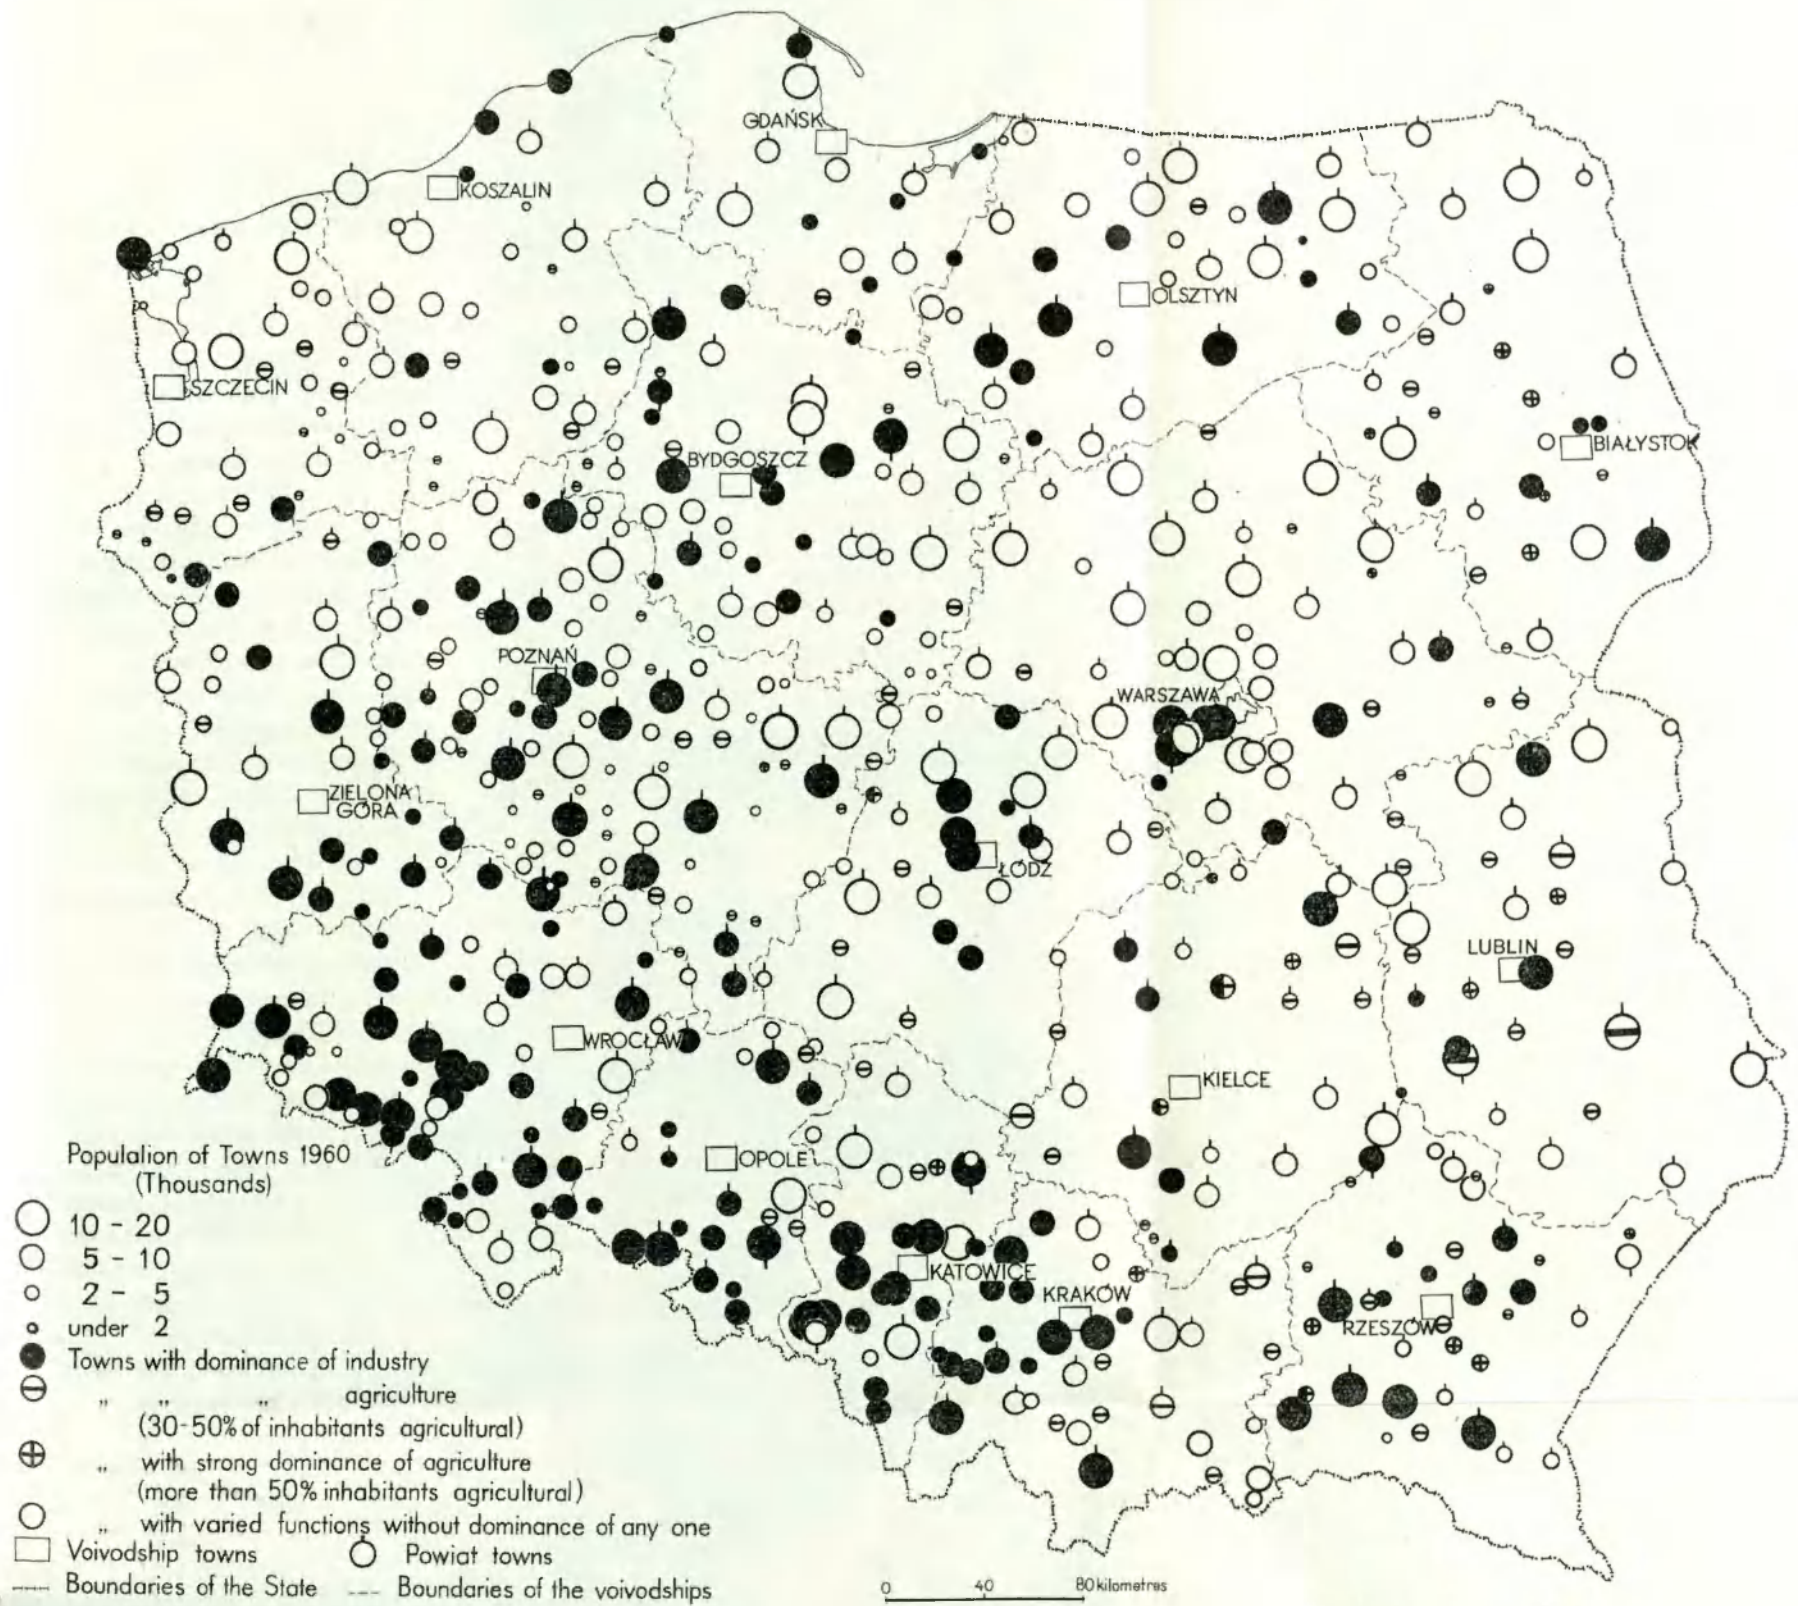 GDAŃSK
KOSZALIN
OLSZTYN
SZCZECIN
BIAŁYSTOK
BYDGOSZCZ
POZNAŃ
WARSZAWA
ZIELONA
GÓRA
ŁÓDŹ
LUBLIN
WROCŁAW
KIELCE
OPOLE
KATOWICE
KRAKÓW
RZESZÓW
Population of Towns 1960
(Thousands)
10 - 20
5 - 10
2 - 5
under 2
Towns with dominance of industry
„ „ „ agriculture
(30-50% of inhabitants agricultural)
„ with strong dominance of agriculture
(more than 50% inhabitants agricultural)
„ with varied functions without dominance of any one
Voivodship towns Powiat towns
Boundaries of the State Boundaries of the voivodships
0 40 80 kilometres